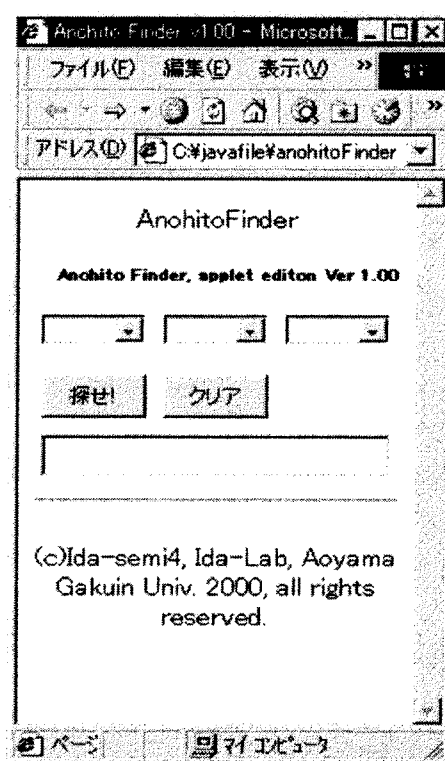 Anohito Finder v1.00 - Microsoft...
ファイル(F) 編集(E) 表示(V) »
»
アドレス(D) C:¥javafile¥anohitoFinder
AnohitoFinder
Anohito Finder, applet editon Ver 1.00
探せ! クリア
(c)Ida-semi4, Ida-Lab, Aoyama
Gakuin Univ. 2000, all rights
reserved.
ページ マイ コンピュータ